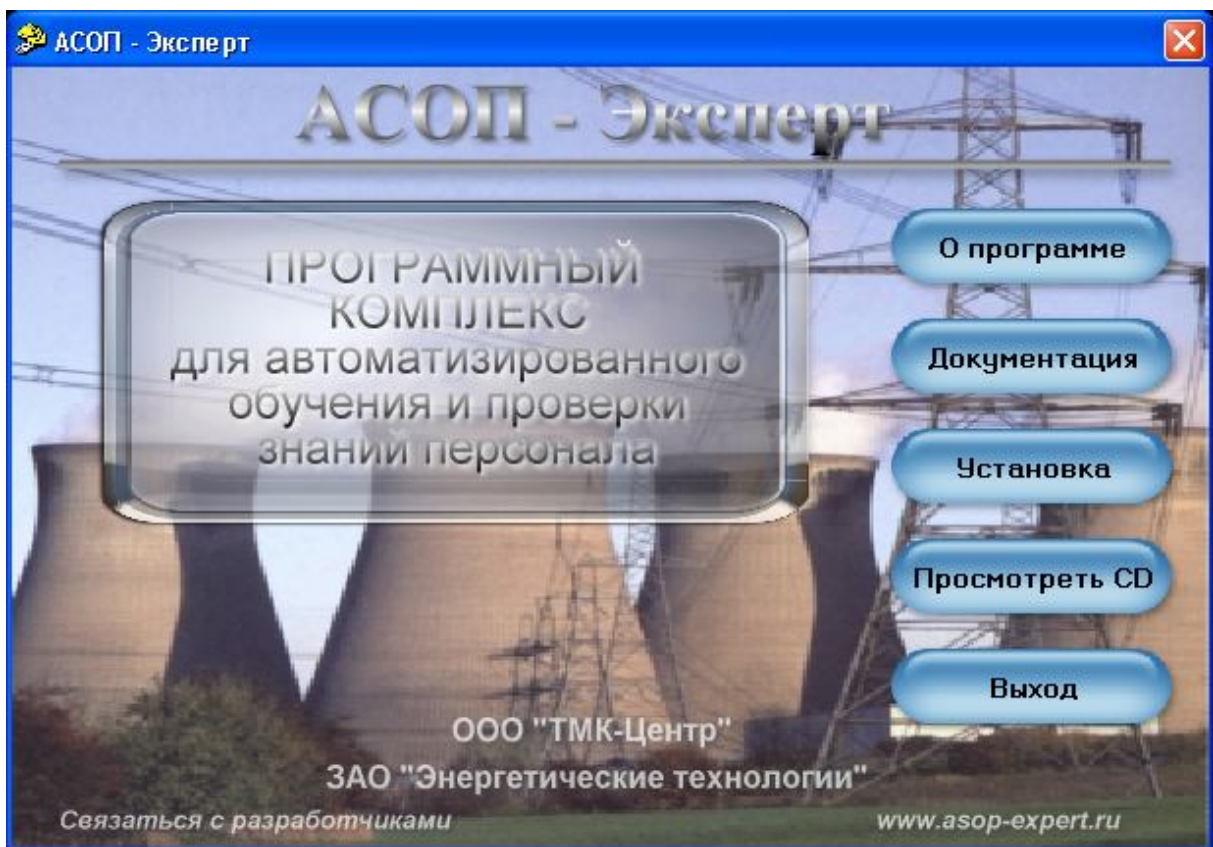 АСОП - Эксперт
АСОП - Эксперт
ПРОГРАММНЫЙ
КОМПЛЕКС
для автоматизированного
обучения и проверки
знаний персонала
О программе
Документация
Установка
Просмотреть CD
Выход
ООО "ТМК-Центр"
ЗАО "Энергетические технологии"
Связаться с разработчиками
www.asop-expert.ru